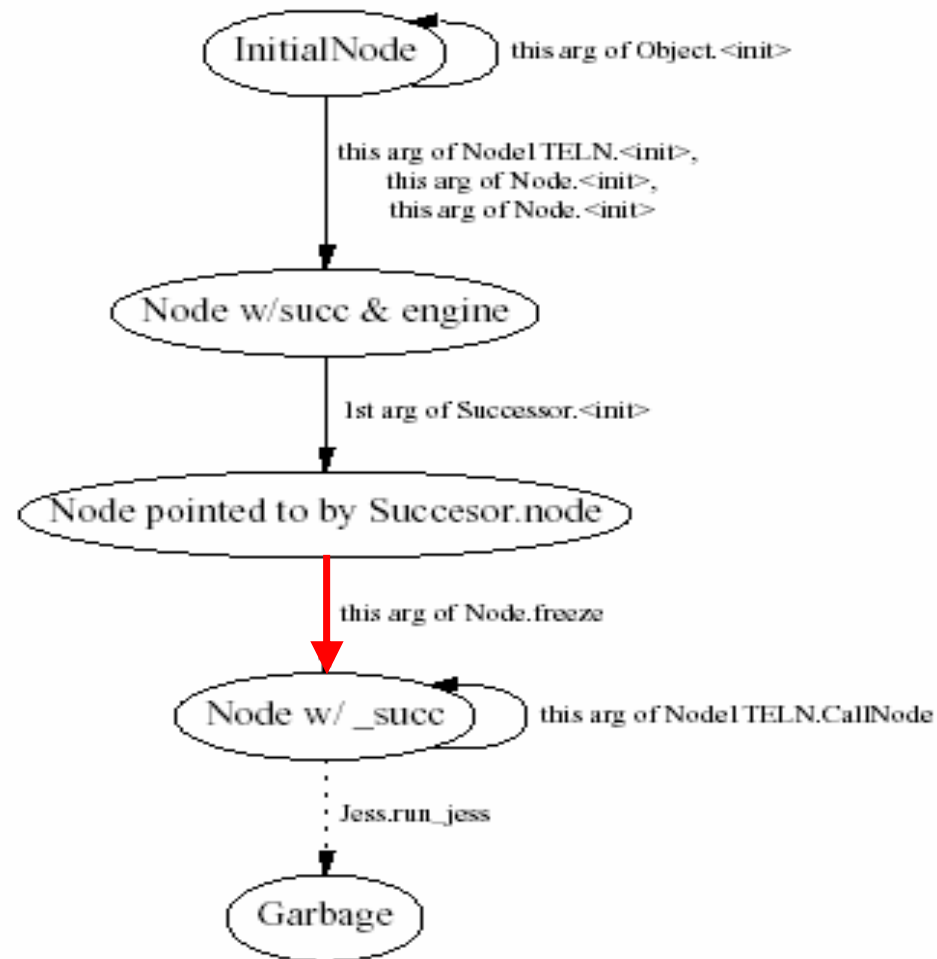 InitialNode
this arg of Object.<init>
this arg of Node1TELN.<init>,
this arg of Node.<init>,
this arg of Node.<init>
Node w/succ & engine
1st arg of Successor.<init>
Node pointed to by Succesor.node
this arg of Node.freeze
Node w/ _succ
this arg of Node1TELN.CallNode
Jess.run_jess
Garbage